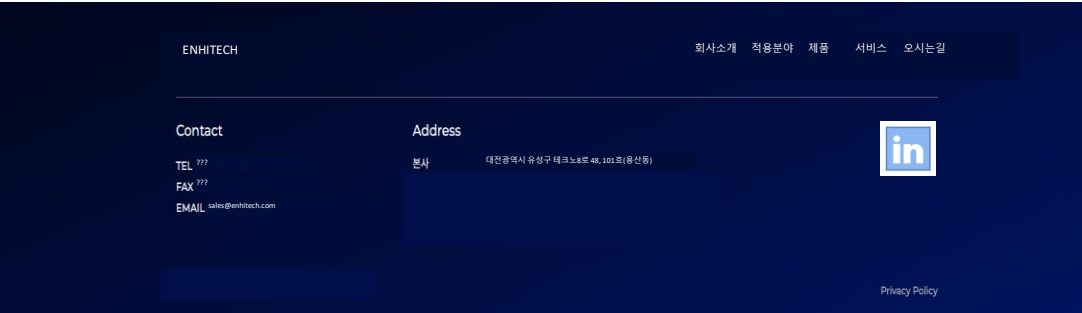 ENHITECH
회사소개 적용분야 제품 서비스 오시는길
Contact
TEL ???
FAX ???
EMAIL sales@enhitech.com
Address
본사 대전광역시 유성구 테크노8로 48, 101호(용산동)
in
Privacy Policy